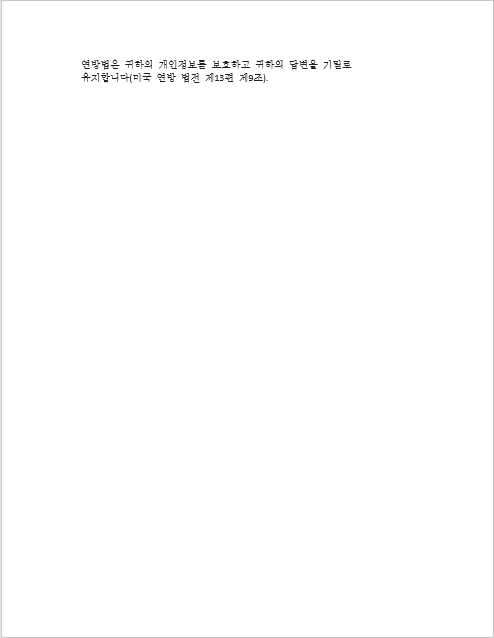 연방법은 귀하의 개인정보를 보호하고 귀하의 답변을 기밀로
유지합니다(미국 연방 법전 제13편 제9조).